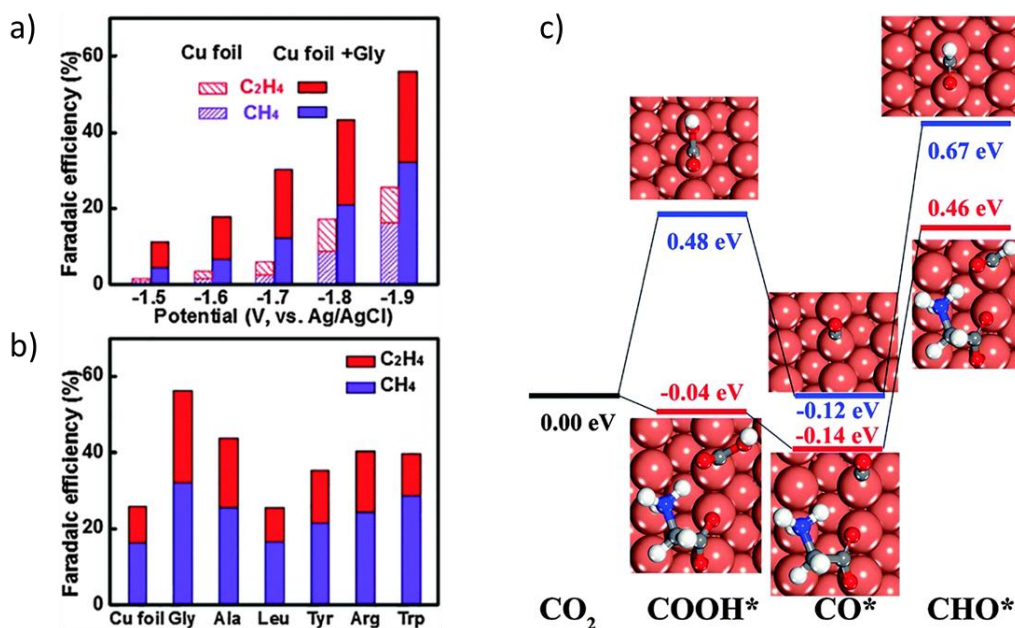 a)
Cu foil Cu foil +Gly
C₂H₄
CH₄
Faradaic efficiency (%)
60
40
20
0
-1.5 -1.6 -1.7 -1.8 -1.9
Potential (V, vs. Ag/AgCl)
b)
C₂H₄
CH₄
Faradaic efficiency (%)
60
40
20
0
Cu foil Gly Ala Leu Tyr Arg Trp
c)
0.67 eV
0.46 eV
0.48 eV
-0.04 eV
0.00 eV
-0.12 eV
-0.14 eV
CO₂ COOH* CO* CHO*